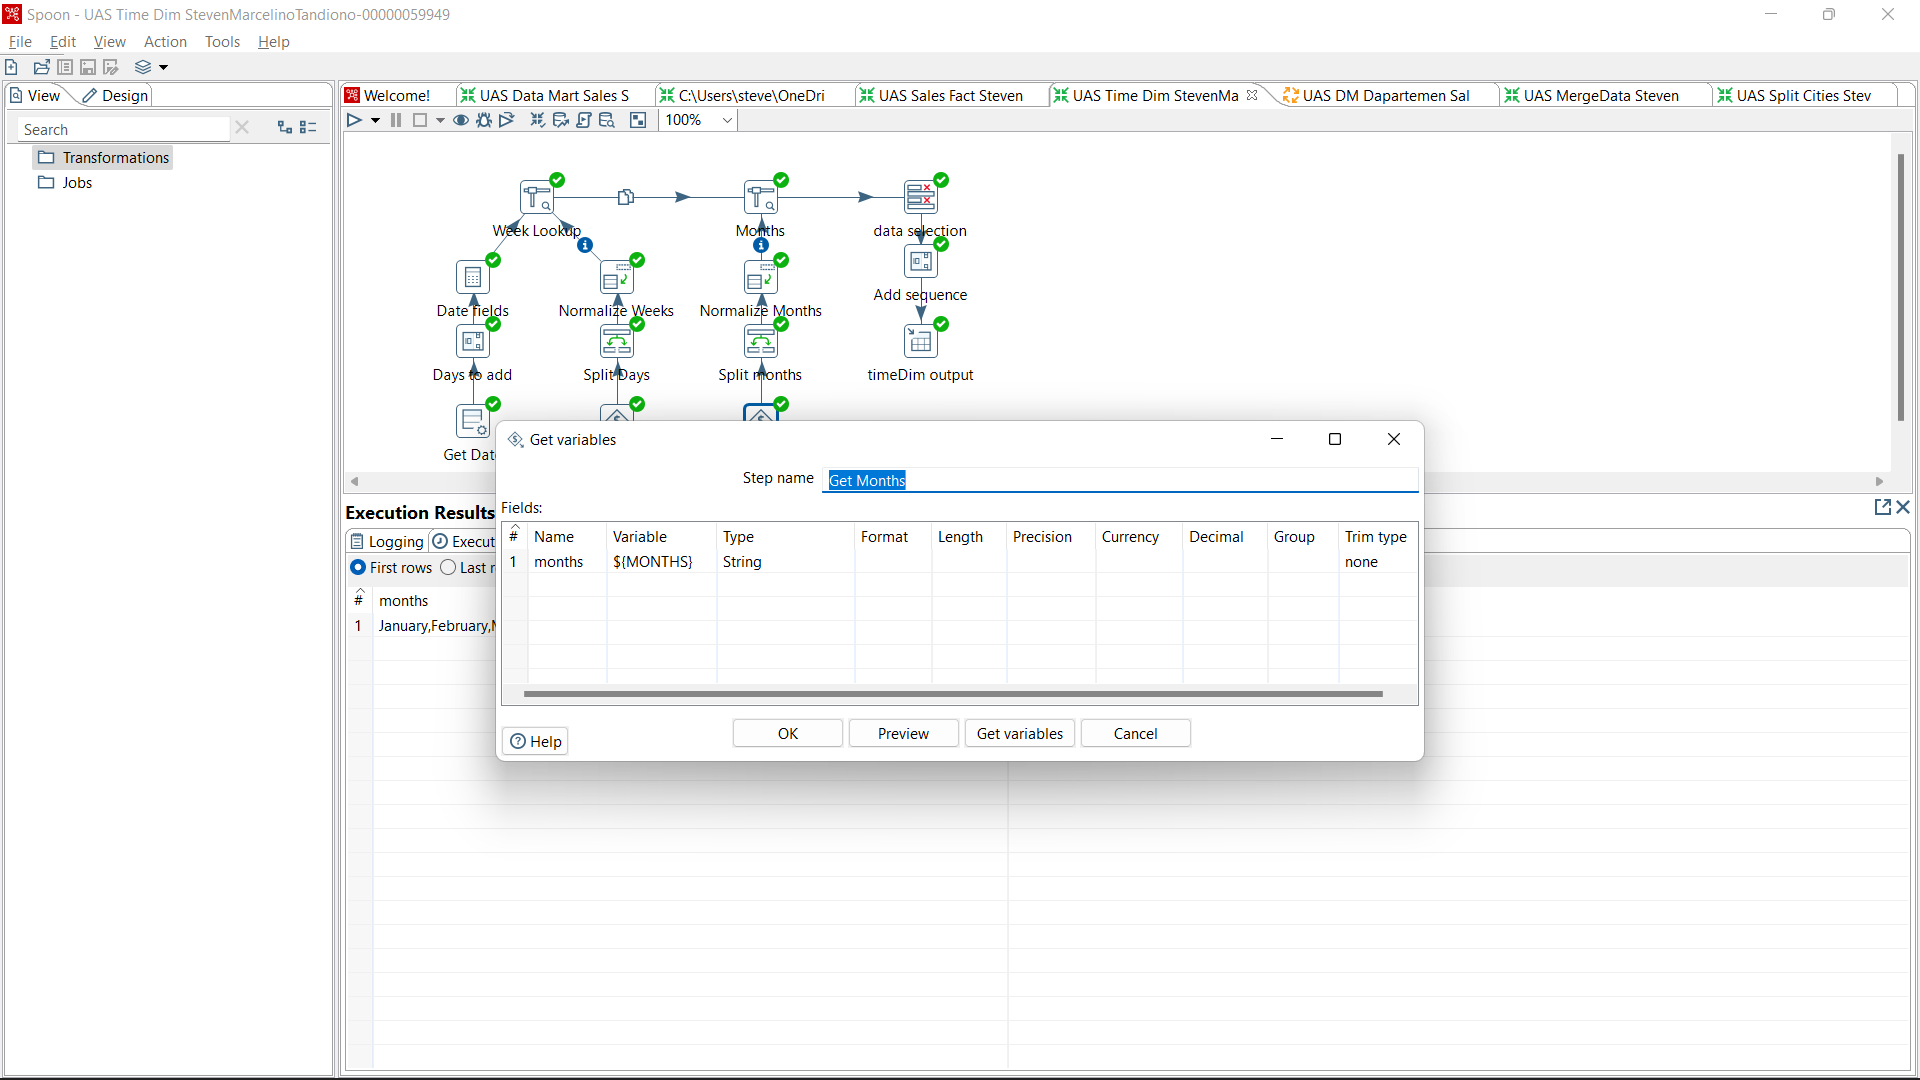 Spoon - UAS Time Dim StevenMarcelinoTandiono-00000059949
File Edit View Action Tools Help
View Design
Search
Transformations
Jobs
Welcome! UAS Data Mart Sales S C:\Users\steve\OneDri UAS Sales Fact Steven UAS Time Dim StevenMa UAS DM Dapartemen Sal UAS MergeData Steven UAS Split Cities Stev
100%
Week Lookup Months data selection
Add sequence
Date fields Normalize Weeks Normalize Months
Days to add Split Days Split months timeDim output
Get Dat
Get variables
Step name Get Months
Fields:
# Name Variable Type Format Length Precision Currency Decimal Group Trim type
1 months ${MONTHS} String none
Help OK Preview Get variables Cancel
Execution Results
Logging Execut
First rows Last r
# months
1 January,February,